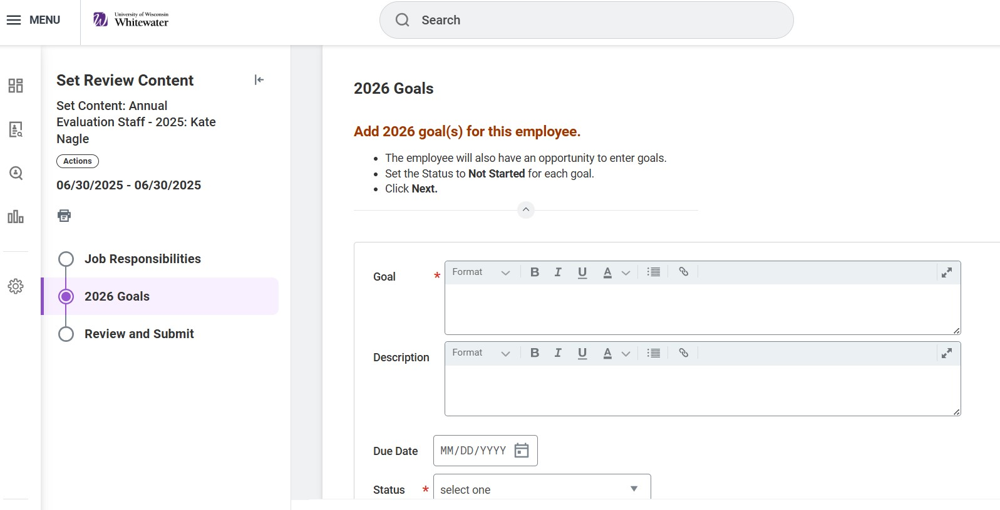 MENU
University of Wisconsin
Whitewater
Search
Set Review Content
Set Content: Annual
Evaluation Staff - 2025: Kate
Nagle
Actions
06/30/2025 - 06/30/2025
Job Responsibilities
2026 Goals
Review and Submit
2026 Goals
Add 2026 goal(s) for this employee.
• The employee will also have an opportunity to enter goals.
• Set the Status to Not Started for each goal.
• Click Next.
Goal *
Format B I U A
Description
Format B I U A
Due Date MM/DD/YYYY
Status * select one